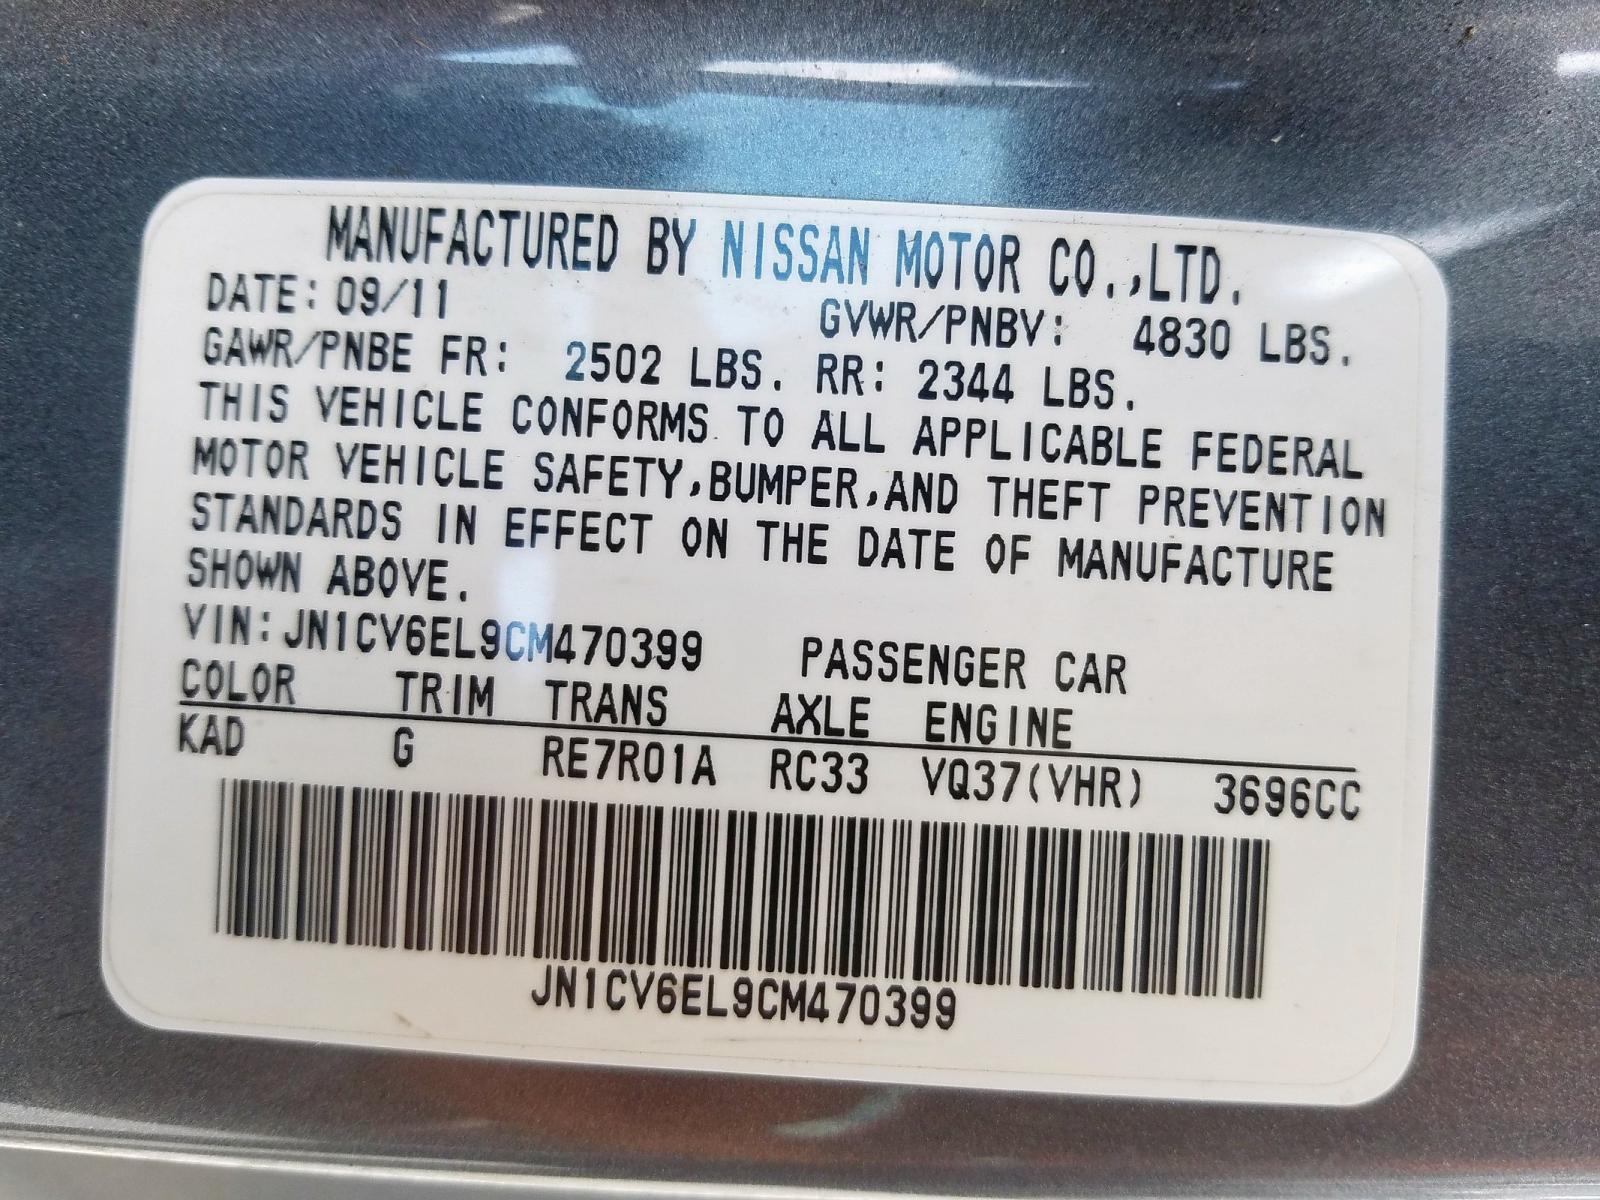 MANUFACTURED BY NISSAN MOTOR CO.,LTD.
DATE: 09/11 GVWR/PNBV: 4830 LBS.
GAWR/PNBE FR: 2502 LBS. RR: 2344 LBS.
THIS VEHICLE CONFORMS TO ALL APPLICABLE FEDERAL
MOTOR VEHICLE SAFETY,BUMPER,AND THEFT PREVENTION
STANDARDS IN EFFECT ON THE DATE OF MANUFACTURE
SHOWN ABOVE.
VIN:JN1CV6EL9CM470399 PASSENGER CAR
COLOR TRIM TRANS AXLE ENGINE
KAD G RE7R01A RC33 VQ37(VHR) 3696CC
JN1CV6EL9CM470399